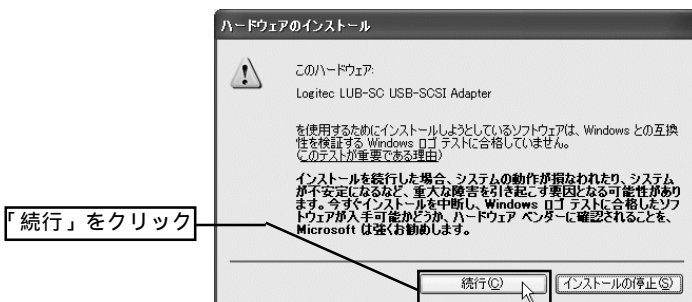 ハードウェアのインストール
このハードウェア:
Logitec LUB-SC USB-SCSI Adapter
を使用するためにインストールしようとしているソフトウェアは、Windows との互換
性を検証する Windows ロゴ テストに合格していません。
(このテストが重要である理由)
インストールを続行した場合、システムの動作が損なわれたり、システム
が不安定になるなど、重大な障害を引き起こす要因となる可能性があり
ます。今すぐインストールを中断し、Windows ロゴ テストに合格したソフ
トウェアが入手可能かどうか、ハードウェア ベンダーに確認されることを、
Microsoft は強くお勧めします。
「続行」をクリック
続行(C)
インストールの停止(S)